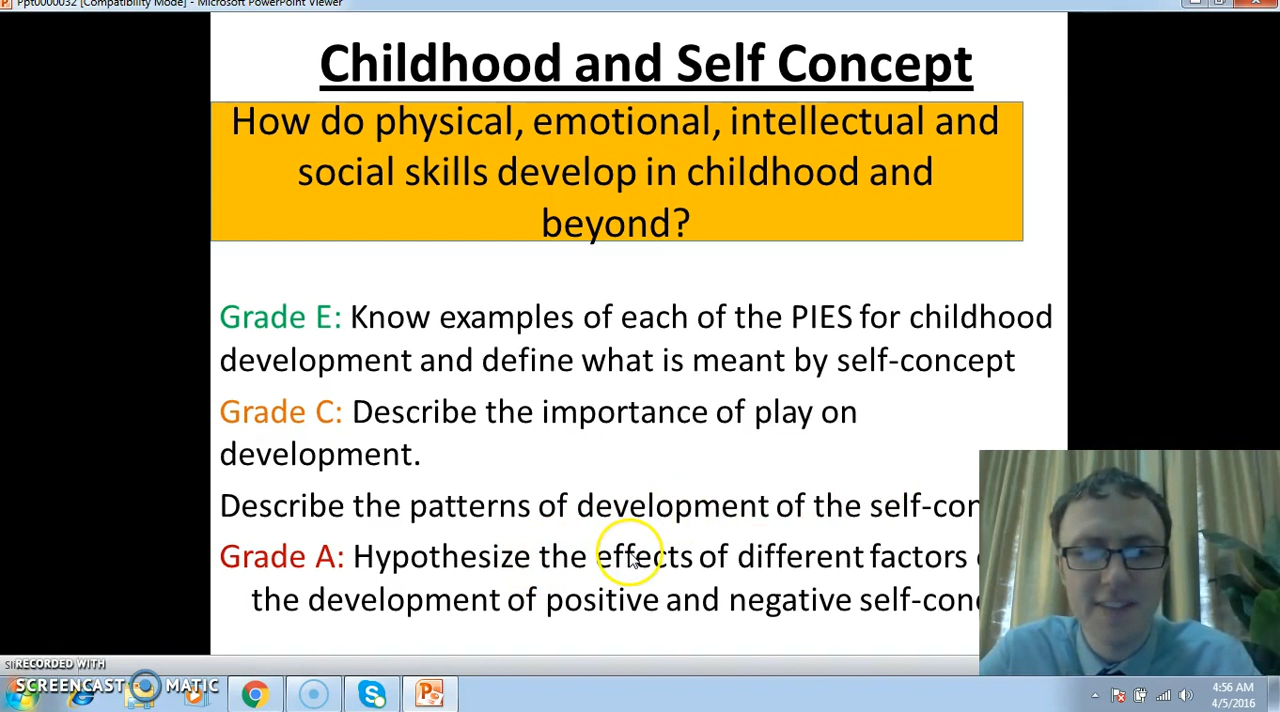 Ppt0000032 [Compatibility Mode] - Microsoft PowerPoint Viewer
Childhood and Self Concept
How do physical, emotional, intellectual and
social skills develop in childhood and
beyond?
Grade E: Know examples of each of the PIES for childhood
development and define what is meant by self-concept
Grade C: Describe the importance of play on
development.
Describe the patterns of development of the self-con
Grade A: Hypothesize the effects of different factors
the development of positive and negative self-con
RECORDED WITH
SCREENCAST MATIC
4:56 AM
4/5/2016